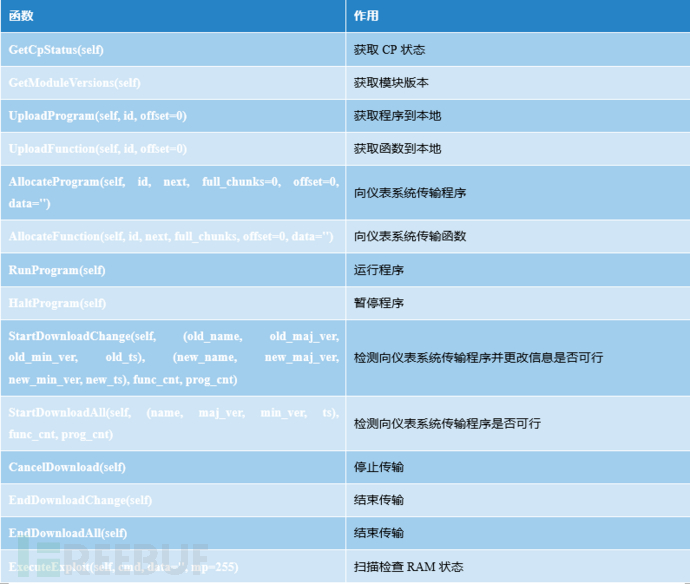 函数 作用
GetCpStatus(self) 获取 CP 状态
GetModuleVersions(self) 获取模块版本
UploadProgram(self, id, offset=0) 获取程序到本地
UploadFunction(self, id, offset=0) 获取函数到本地
AllocateProgram(self, id, next, full_chunks=0, offset=0,
data='') 向仪表系统传输程序
AllocateFunction(self, id, next, full_chunks, offset=0, data='') 向仪表系统传输函数
RunProgram(self) 运行程序
HaltProgram(self) 暂停程序
StartDownloadChange(self, (old_name, old_maj_ver,
old_min_ver, old_ts), (new_name, new_maj_ver,
new_min_ver, new_ts), func_cnt, prog_cnt) 检测向仪表系统传输程序并更改信息是否可行
StartDownloadAll(self, (name, maj_ver, min_ver, ts),
func_cnt, prog_cnt) 检测向仪表系统传输程序是否可行
CancelDownload(self) 停止传输
EndDownloadChange(self) 结束传输
EndDownloadAll(self) 结束传输
ExecuteExploit(self, cmd, data='', mp=255) 扫描检查 RAM 状态
FREEBUF